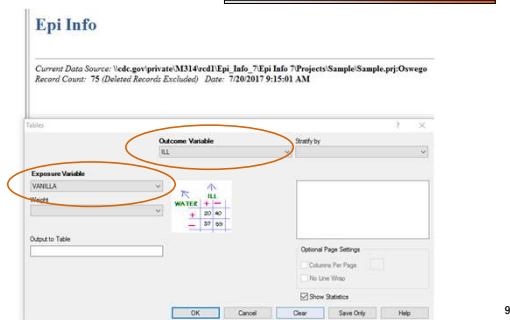 Epi Info
Current Data Source: \\cdc.gov\private\M314\rcd1\Epi_Info_7\Epi Info 7\Projects\Sample\Sample.prj:Oswego
Record Count: 75 (Deleted Records Excluded) Date: 7/20/2017 9:15:01 AM
Tables ? ×
Outcome Variable Stratify by
ILL
Exposure Variable
VANILLA
Weight
ILL
WATER + −
+ 20 40
− 37 69
Output to Table
Optional Page Settings
Columns Per Page
No Line Wrap
Show Statistics
OK Cancel Clear Save Only Help
9